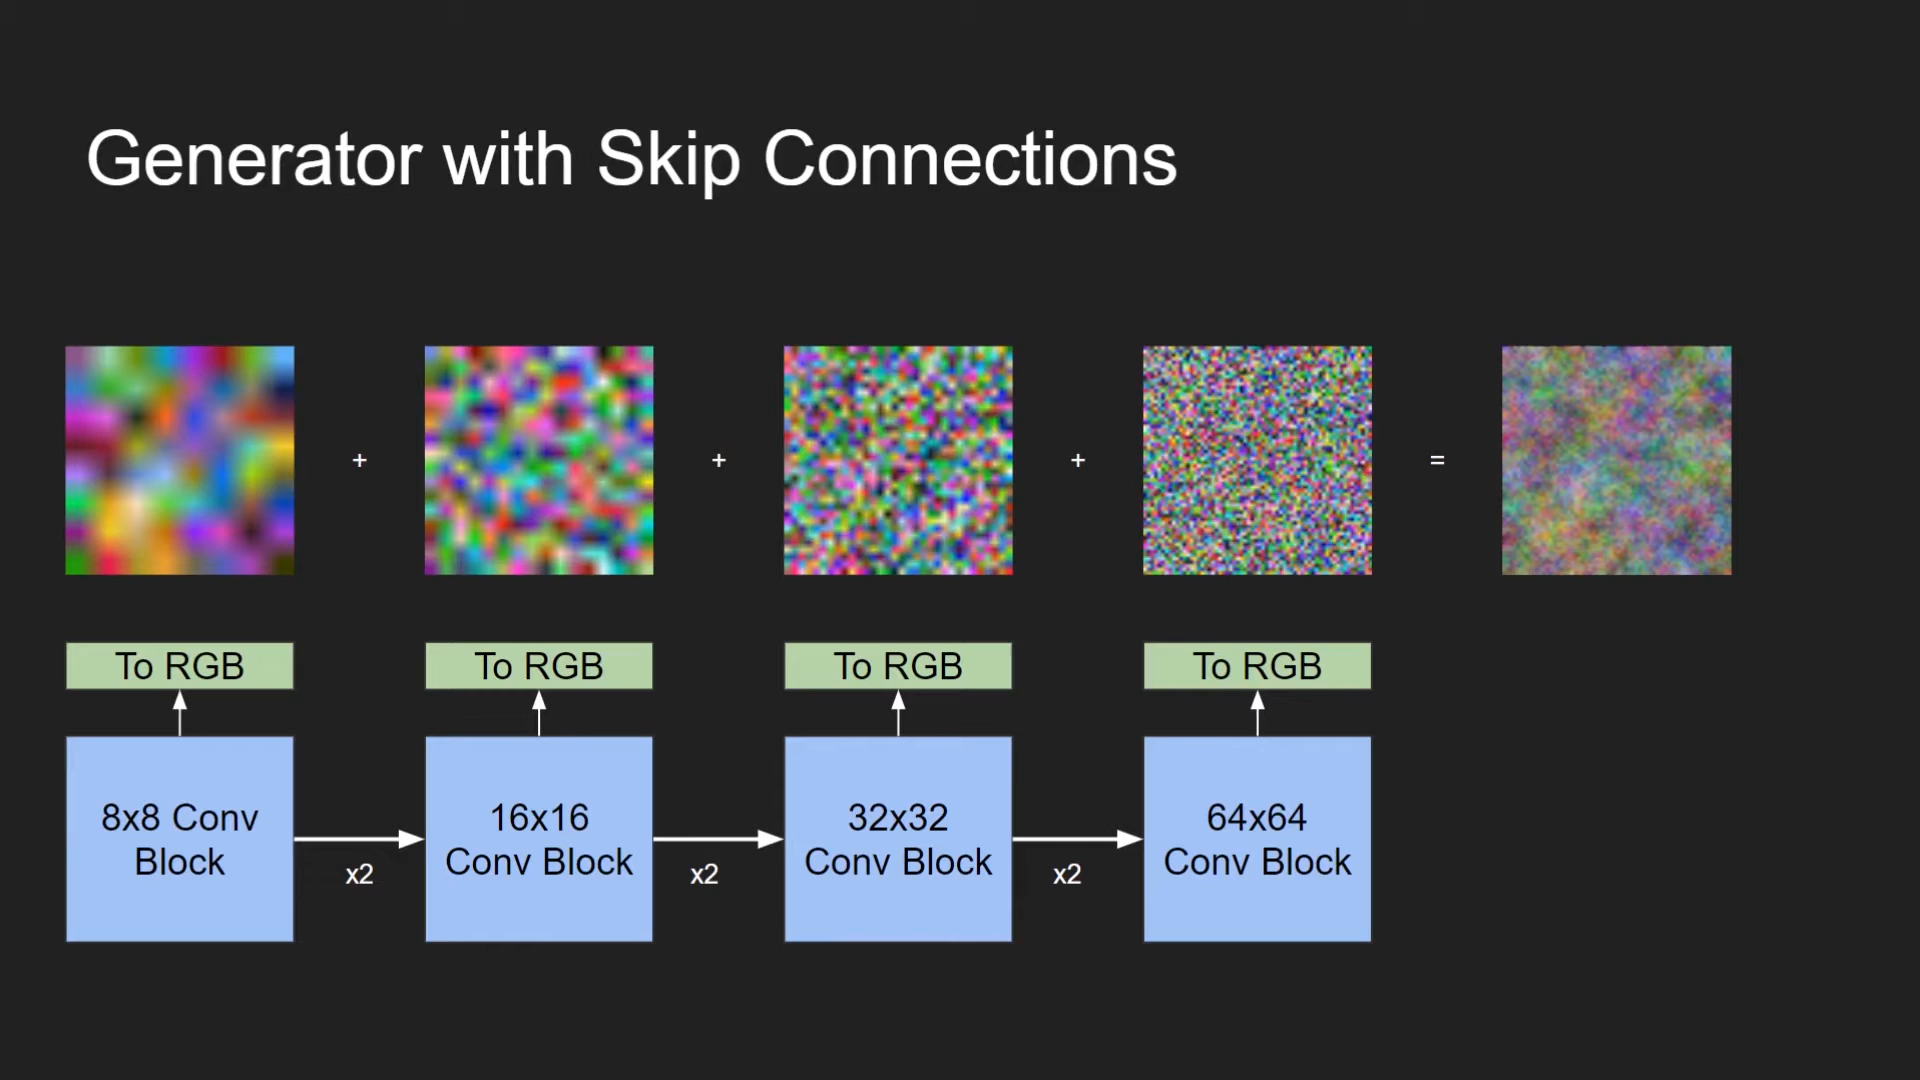 Generator with Skip Connections
+ + + =
To RGB To RGB To RGB To RGB
8x8 Conv
Block
16x16
Conv Block
32x32
Conv Block
64x64
Conv Block
x2 x2 x2